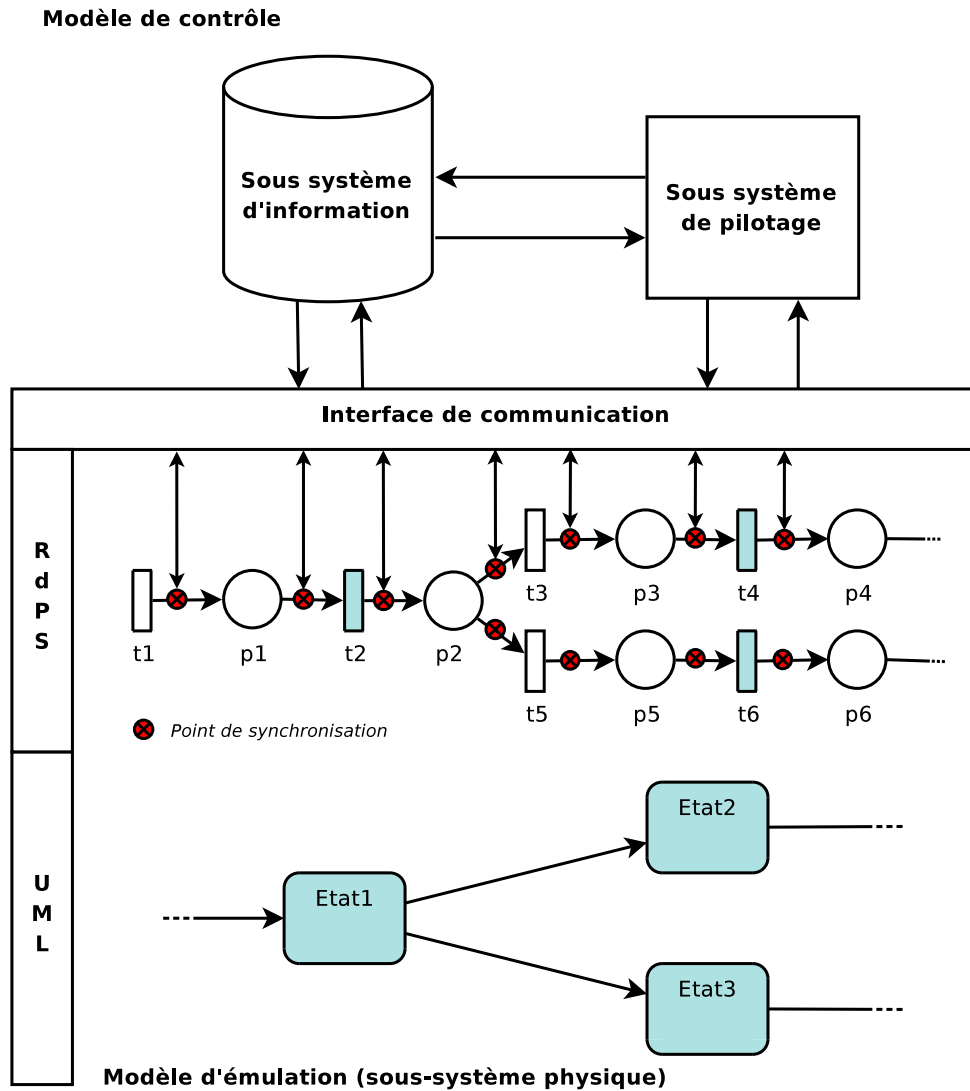 Modèle de contrôle
Sous système
d'information
Sous système
de pilotage
Interface de communication
R
d
P
S
t1
p1
t2
p2
t3
p3
t4
p4
t5
p5
t6
p6
Point de synchronisation
U
M
L
Etat1
Etat2
Etat3
Modèle d'émulation (sous-système physique)